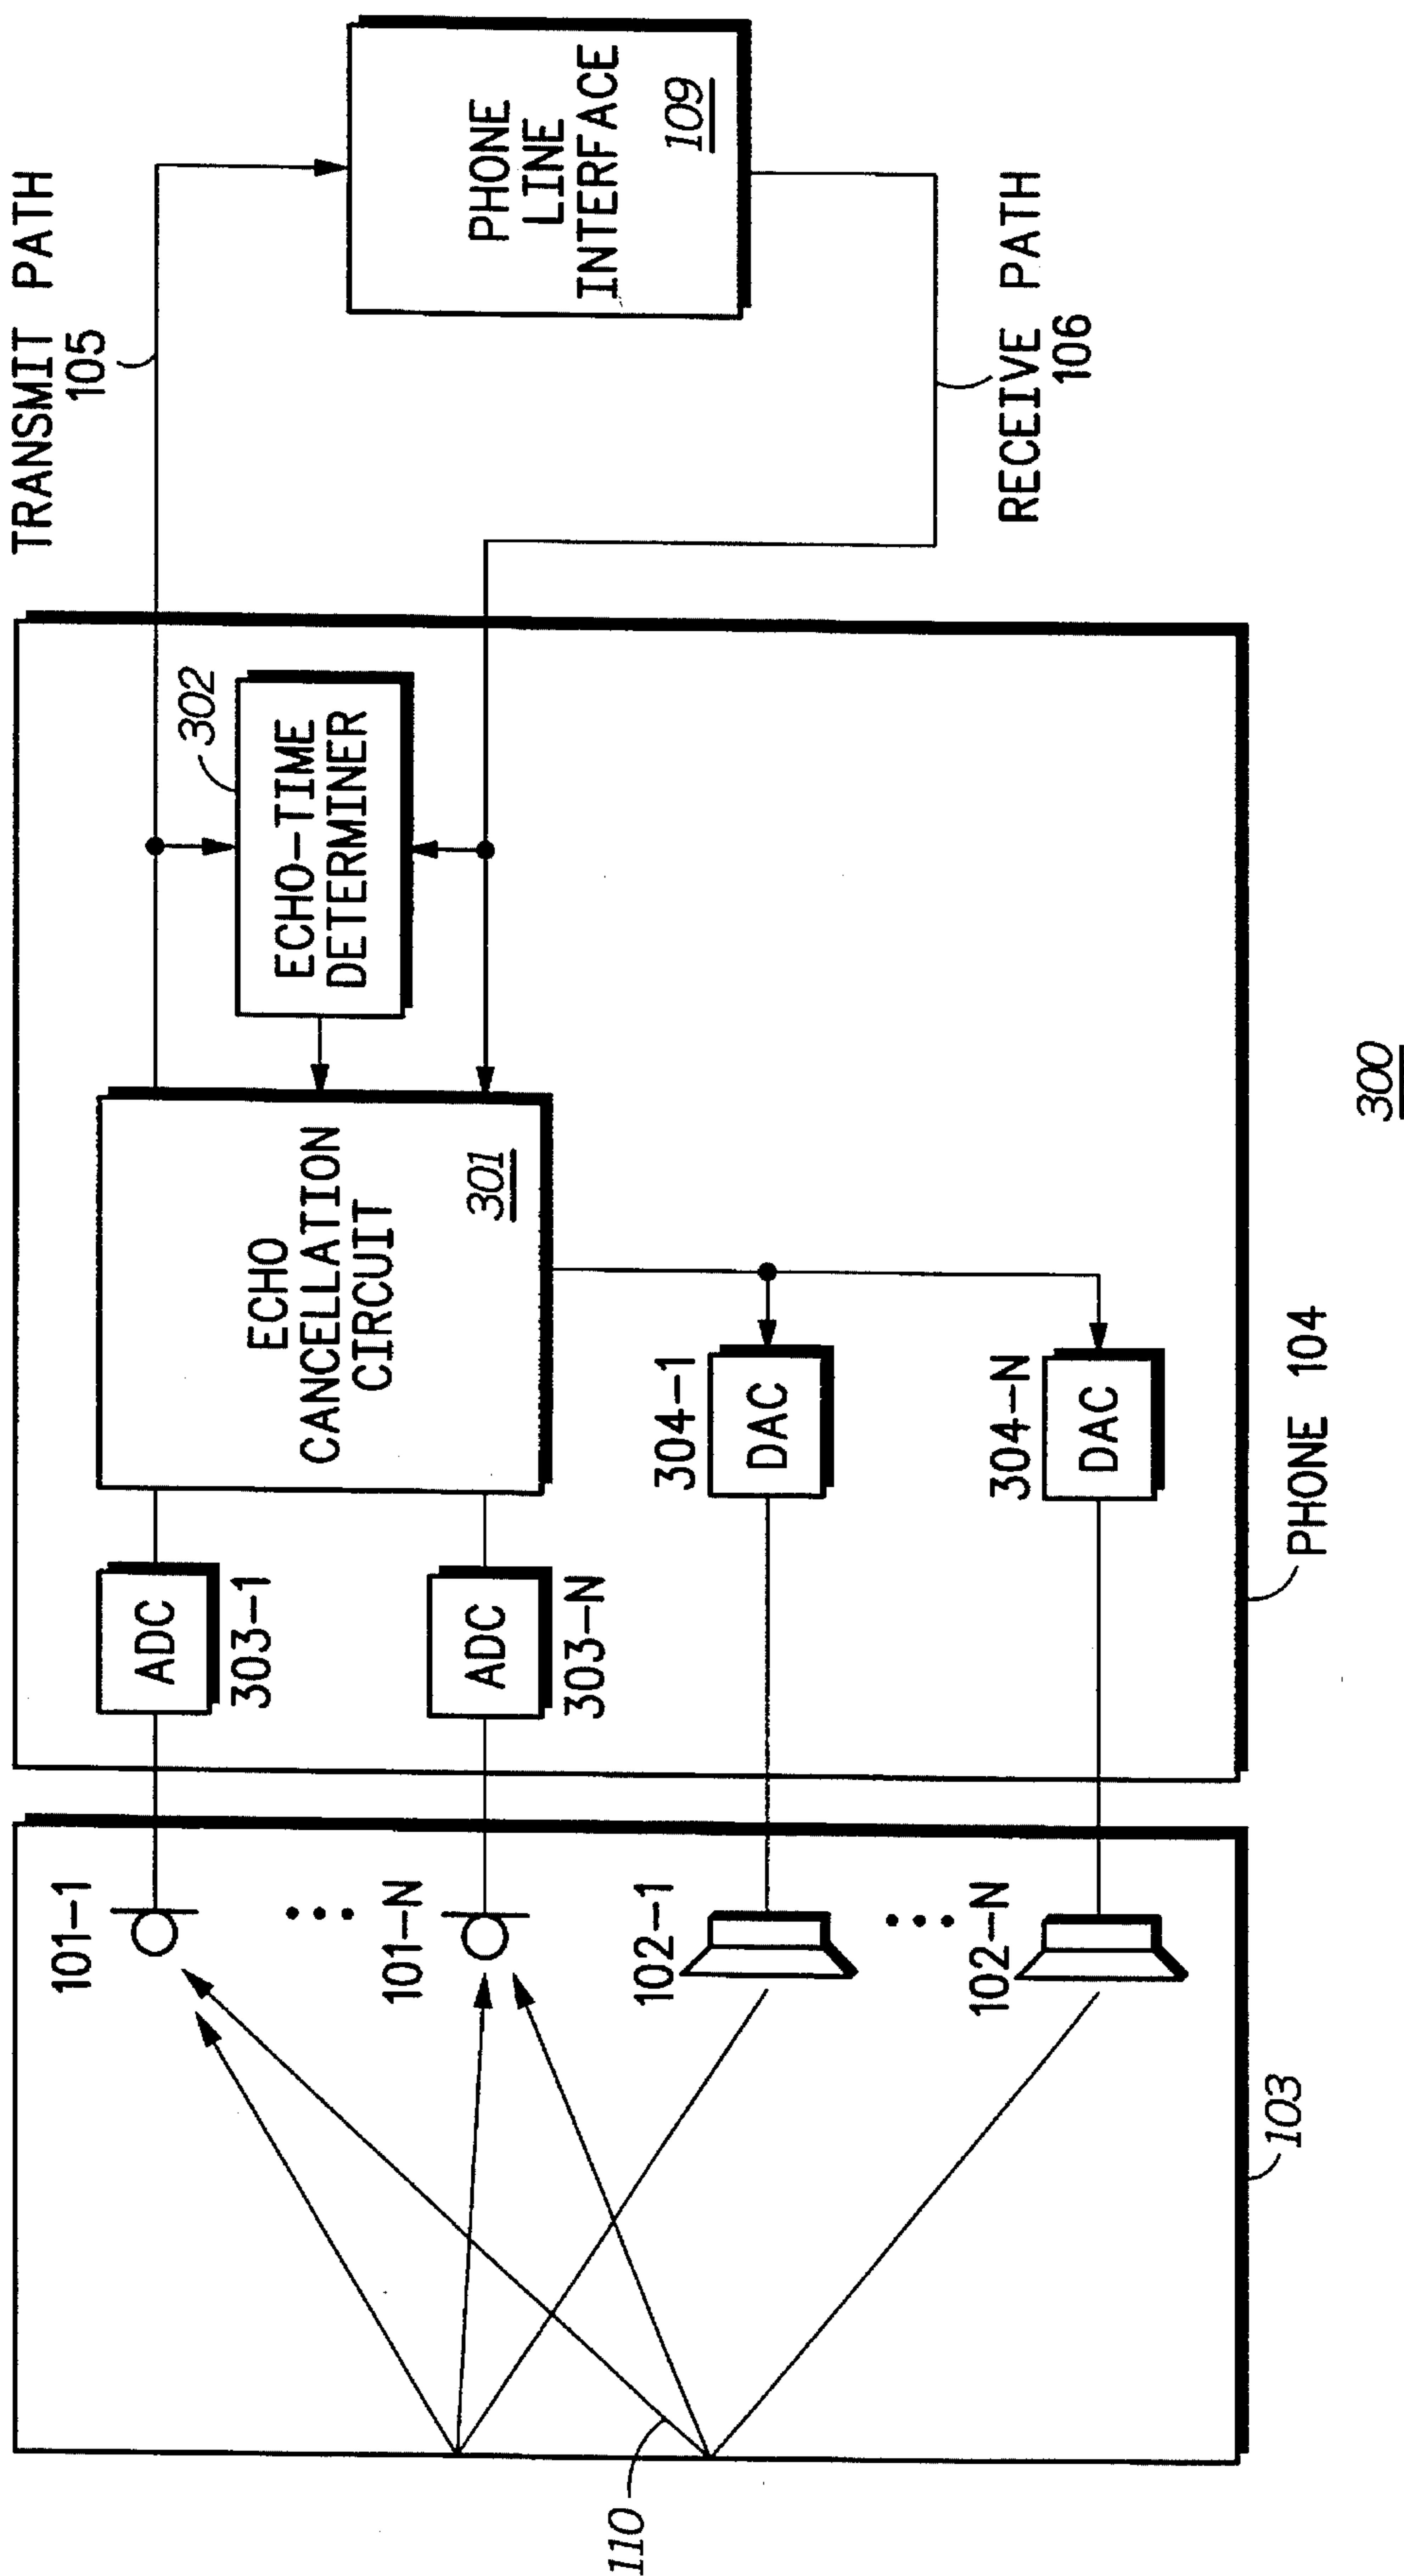 TRANSMIT PATH
105
PHONE
LINE
INTERFACE
109
RECEIVE PATH
106
302
ECHO-TIME
DETERMINER
ECHO
CANCELLATION
CIRCUIT
301
ADC
303-1
ADC
303-N
304-1
DAC
304-N
DAC
PHONE 104
101-1
101-N
102-1
102-N
103
110
300